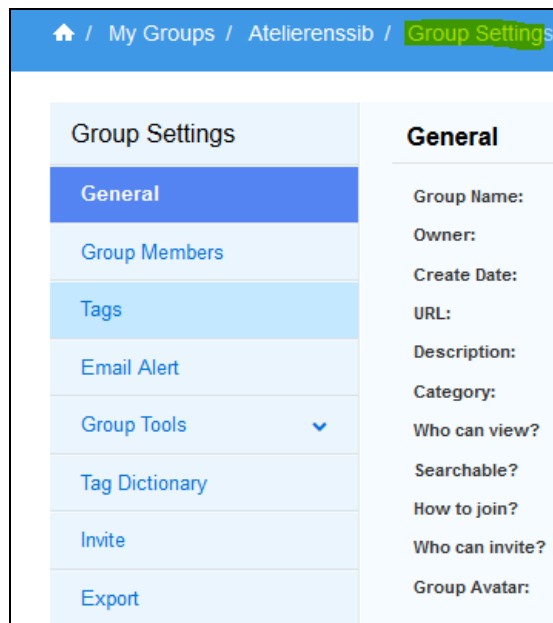 / My Groups / Atelierenssib / Group Settings
Group Settings
General
Group Members
Tags
Email Alert
Group Tools
Tag Dictionary
Invite
Export
General
Group Name:
Owner:
Create Date:
URL:
Description:
Category:
Who can view?
Searchable?
How to join?
Who can invite?
Group Avatar: